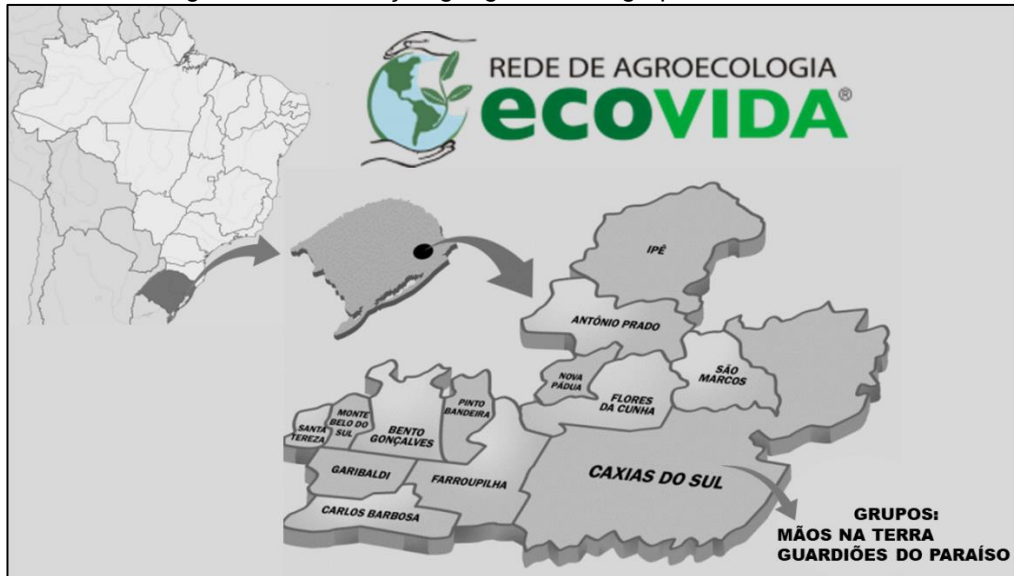 REDE DE AGROECOLOGIA
ecoVIDA®
IPÊ
ANTÔNIO PRADO
NOVA
PÁDUA
FLORES
DA CUNHA
SÃO
MARCOS
SANTA
TEREZA
MONTE
BELO DO
SUL
BENTO
GONÇALVES
PINTO
BANDEIRA
GARIBALDI
FARROUPILHA
CARLOS BARBOSA
CAXIAS DO SUL
GRUPOS:
MÃOS NA TERRA
GUARDIÕES DO PARAÍSO